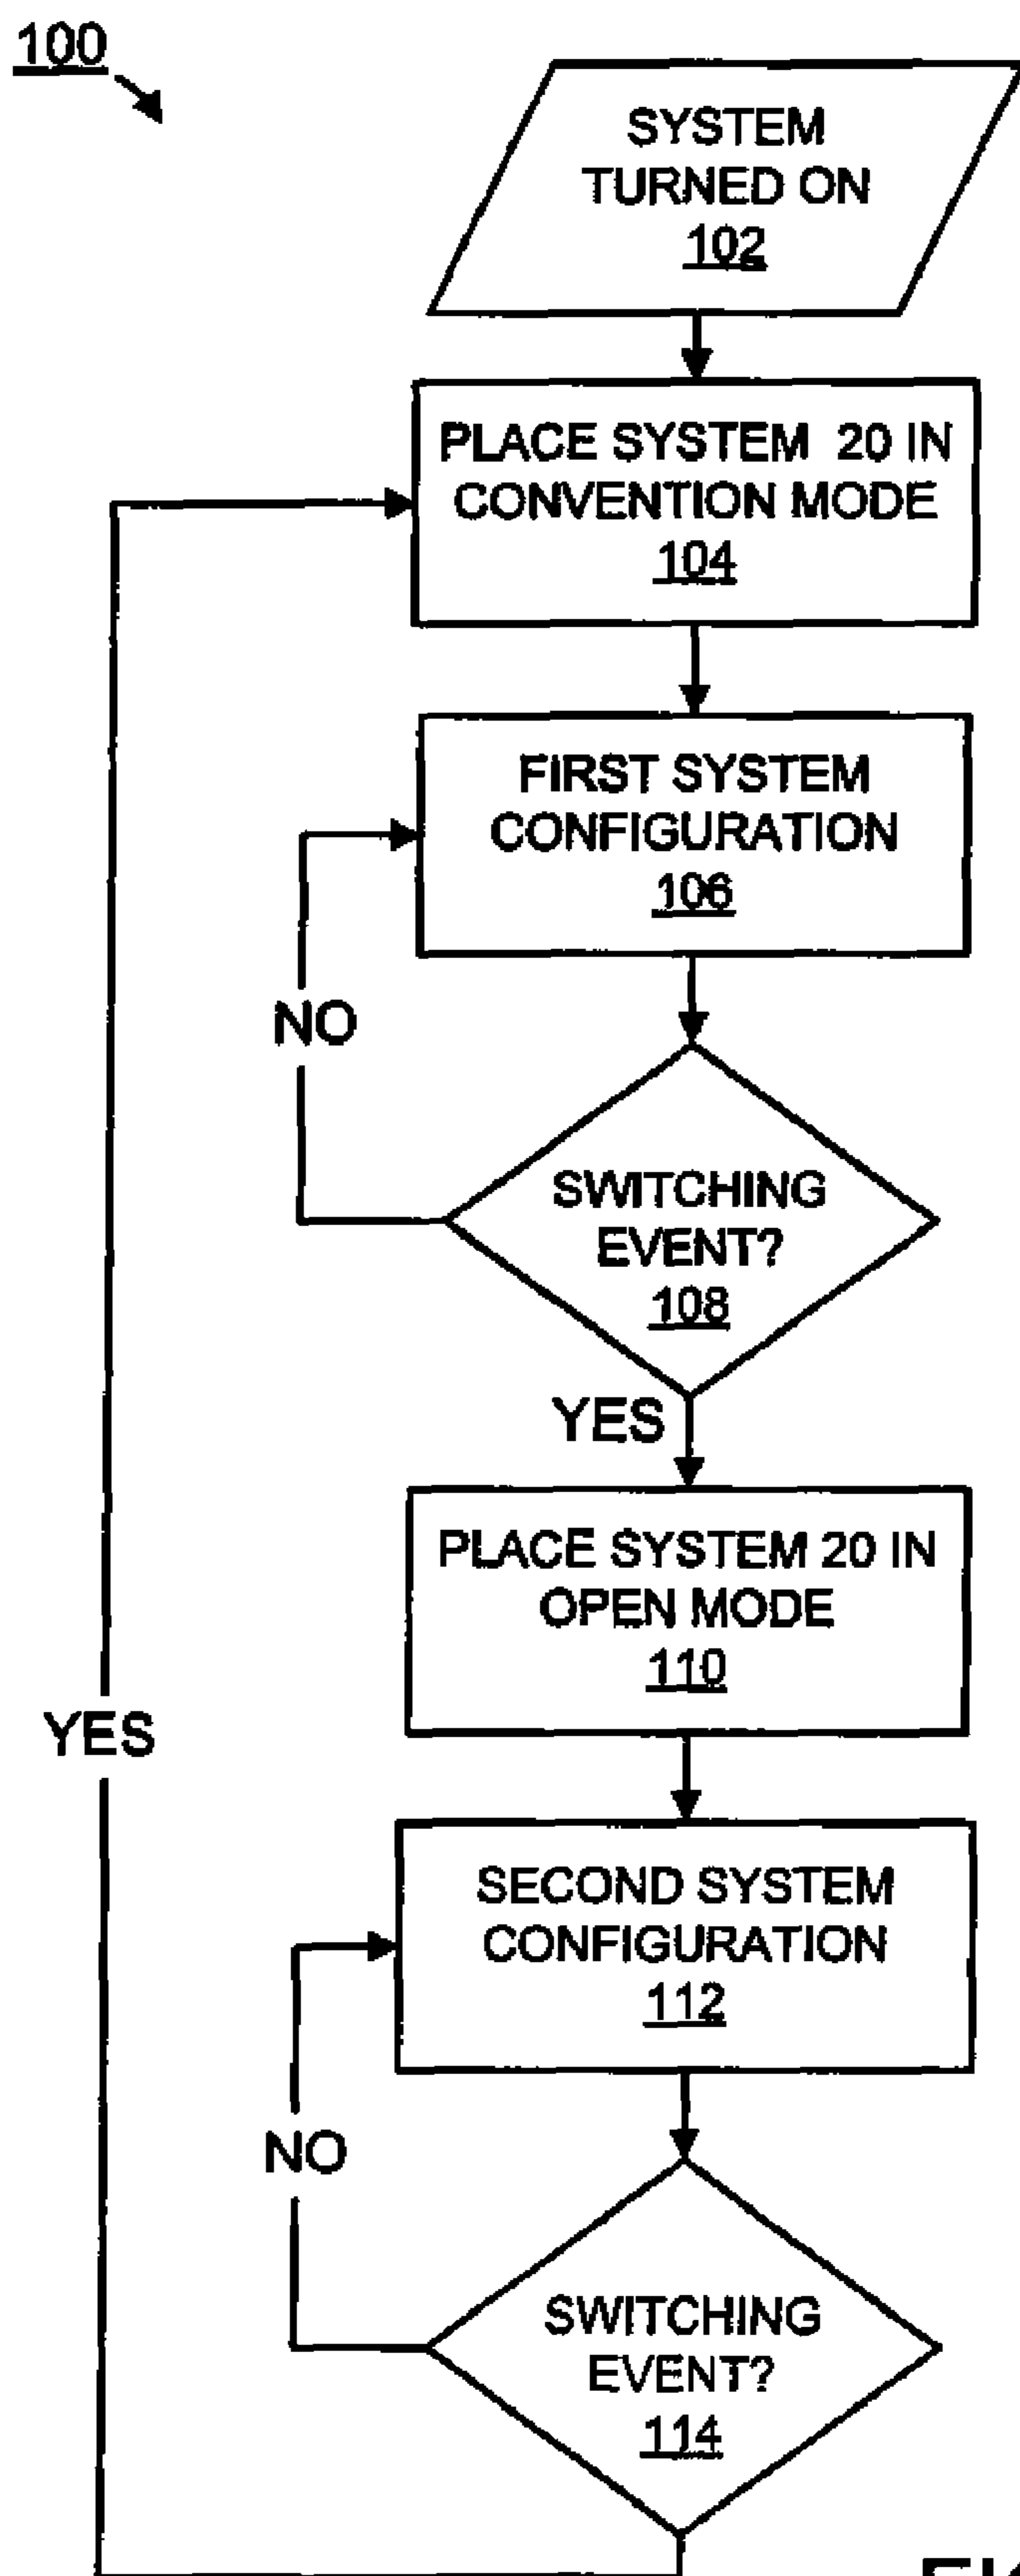 100
SYSTEM
TURNED ON
102
PLACE SYSTEM 20 IN
CONVENTION MODE
104
FIRST SYSTEM
CONFIGURATION
106
NO
SWITCHING
EVENT?
108
YES
PLACE SYSTEM 20 IN
OPEN MODE
110
YES
SECOND SYSTEM
CONFIGURATION
112
NO
SWITCHING
EVENT?
114